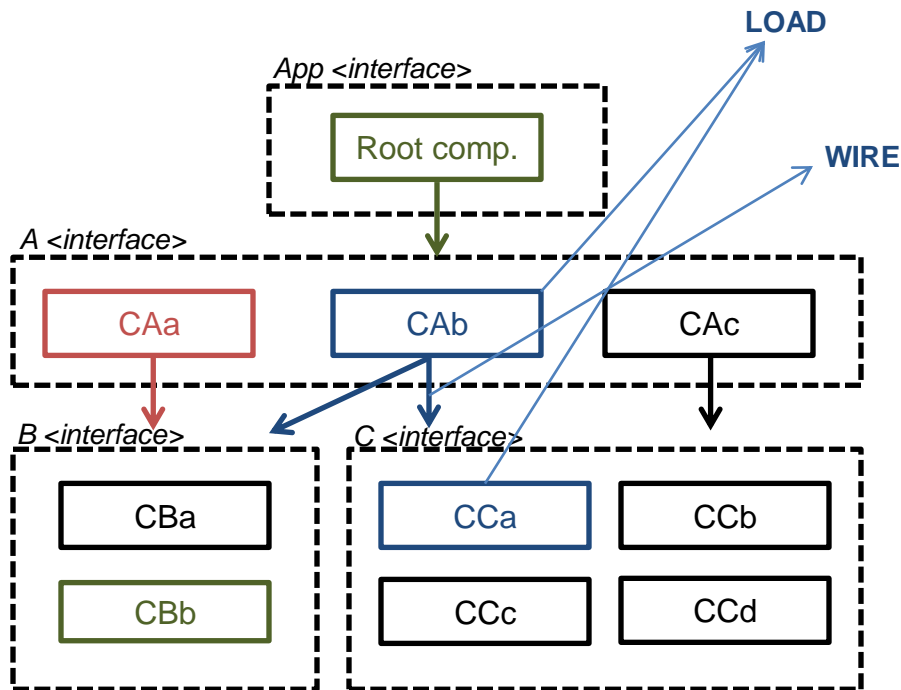 LOAD
App <interface>
Root comp.
WIRE
A <interface>
CAa
CAb
CAc
B <interface>
C <interface>
CBa
CCa
CCb
CBb
CCc
CCd